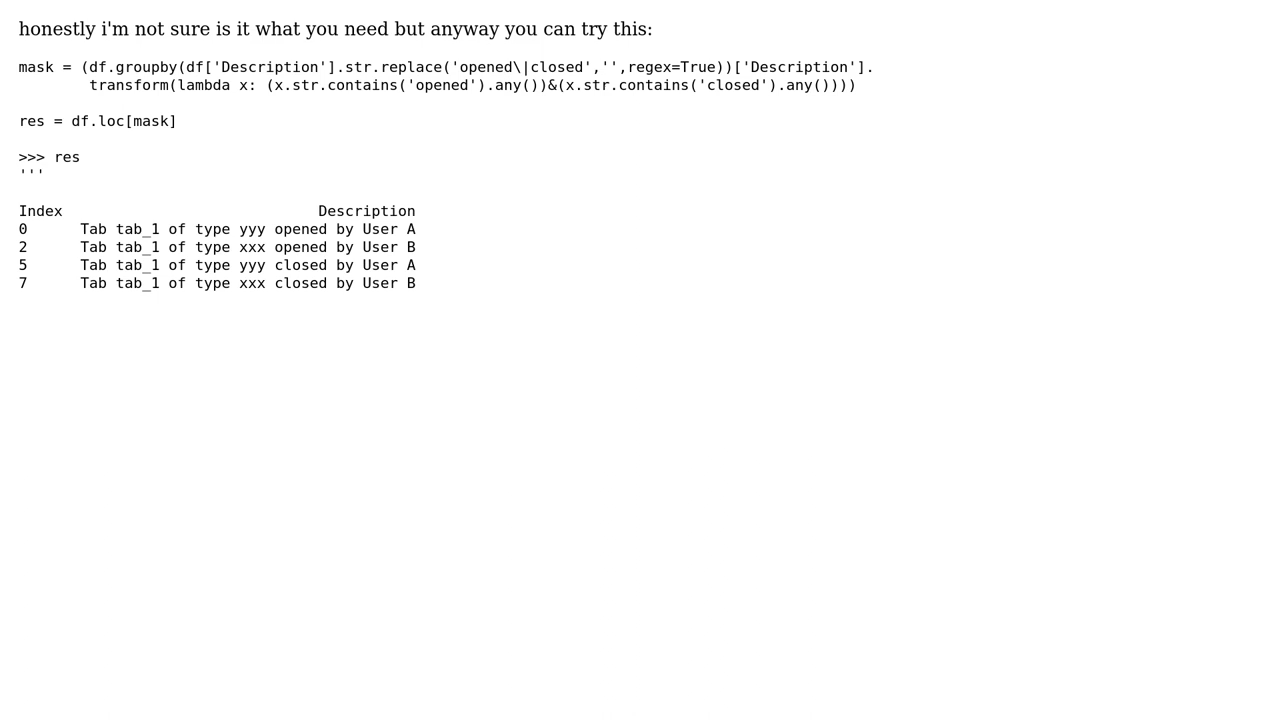 honestly i'm not sure is it what you need but anyway you can try this:
mask = (df.groupby(df['Description'].str.replace('opened\|closed','',regex=True))['Description'].
        transform(lambda x: (x.str.contains('opened').any())&(x.str.contains('closed').any())))
res = df.loc[mask]
>>> res
'''
Index                             Description
0      Tab tab_1 of type yyy opened by User A
2      Tab tab_1 of type xxx opened by User B
5      Tab tab_1 of type yyy closed by User A
7      Tab tab_1 of type xxx closed by User B